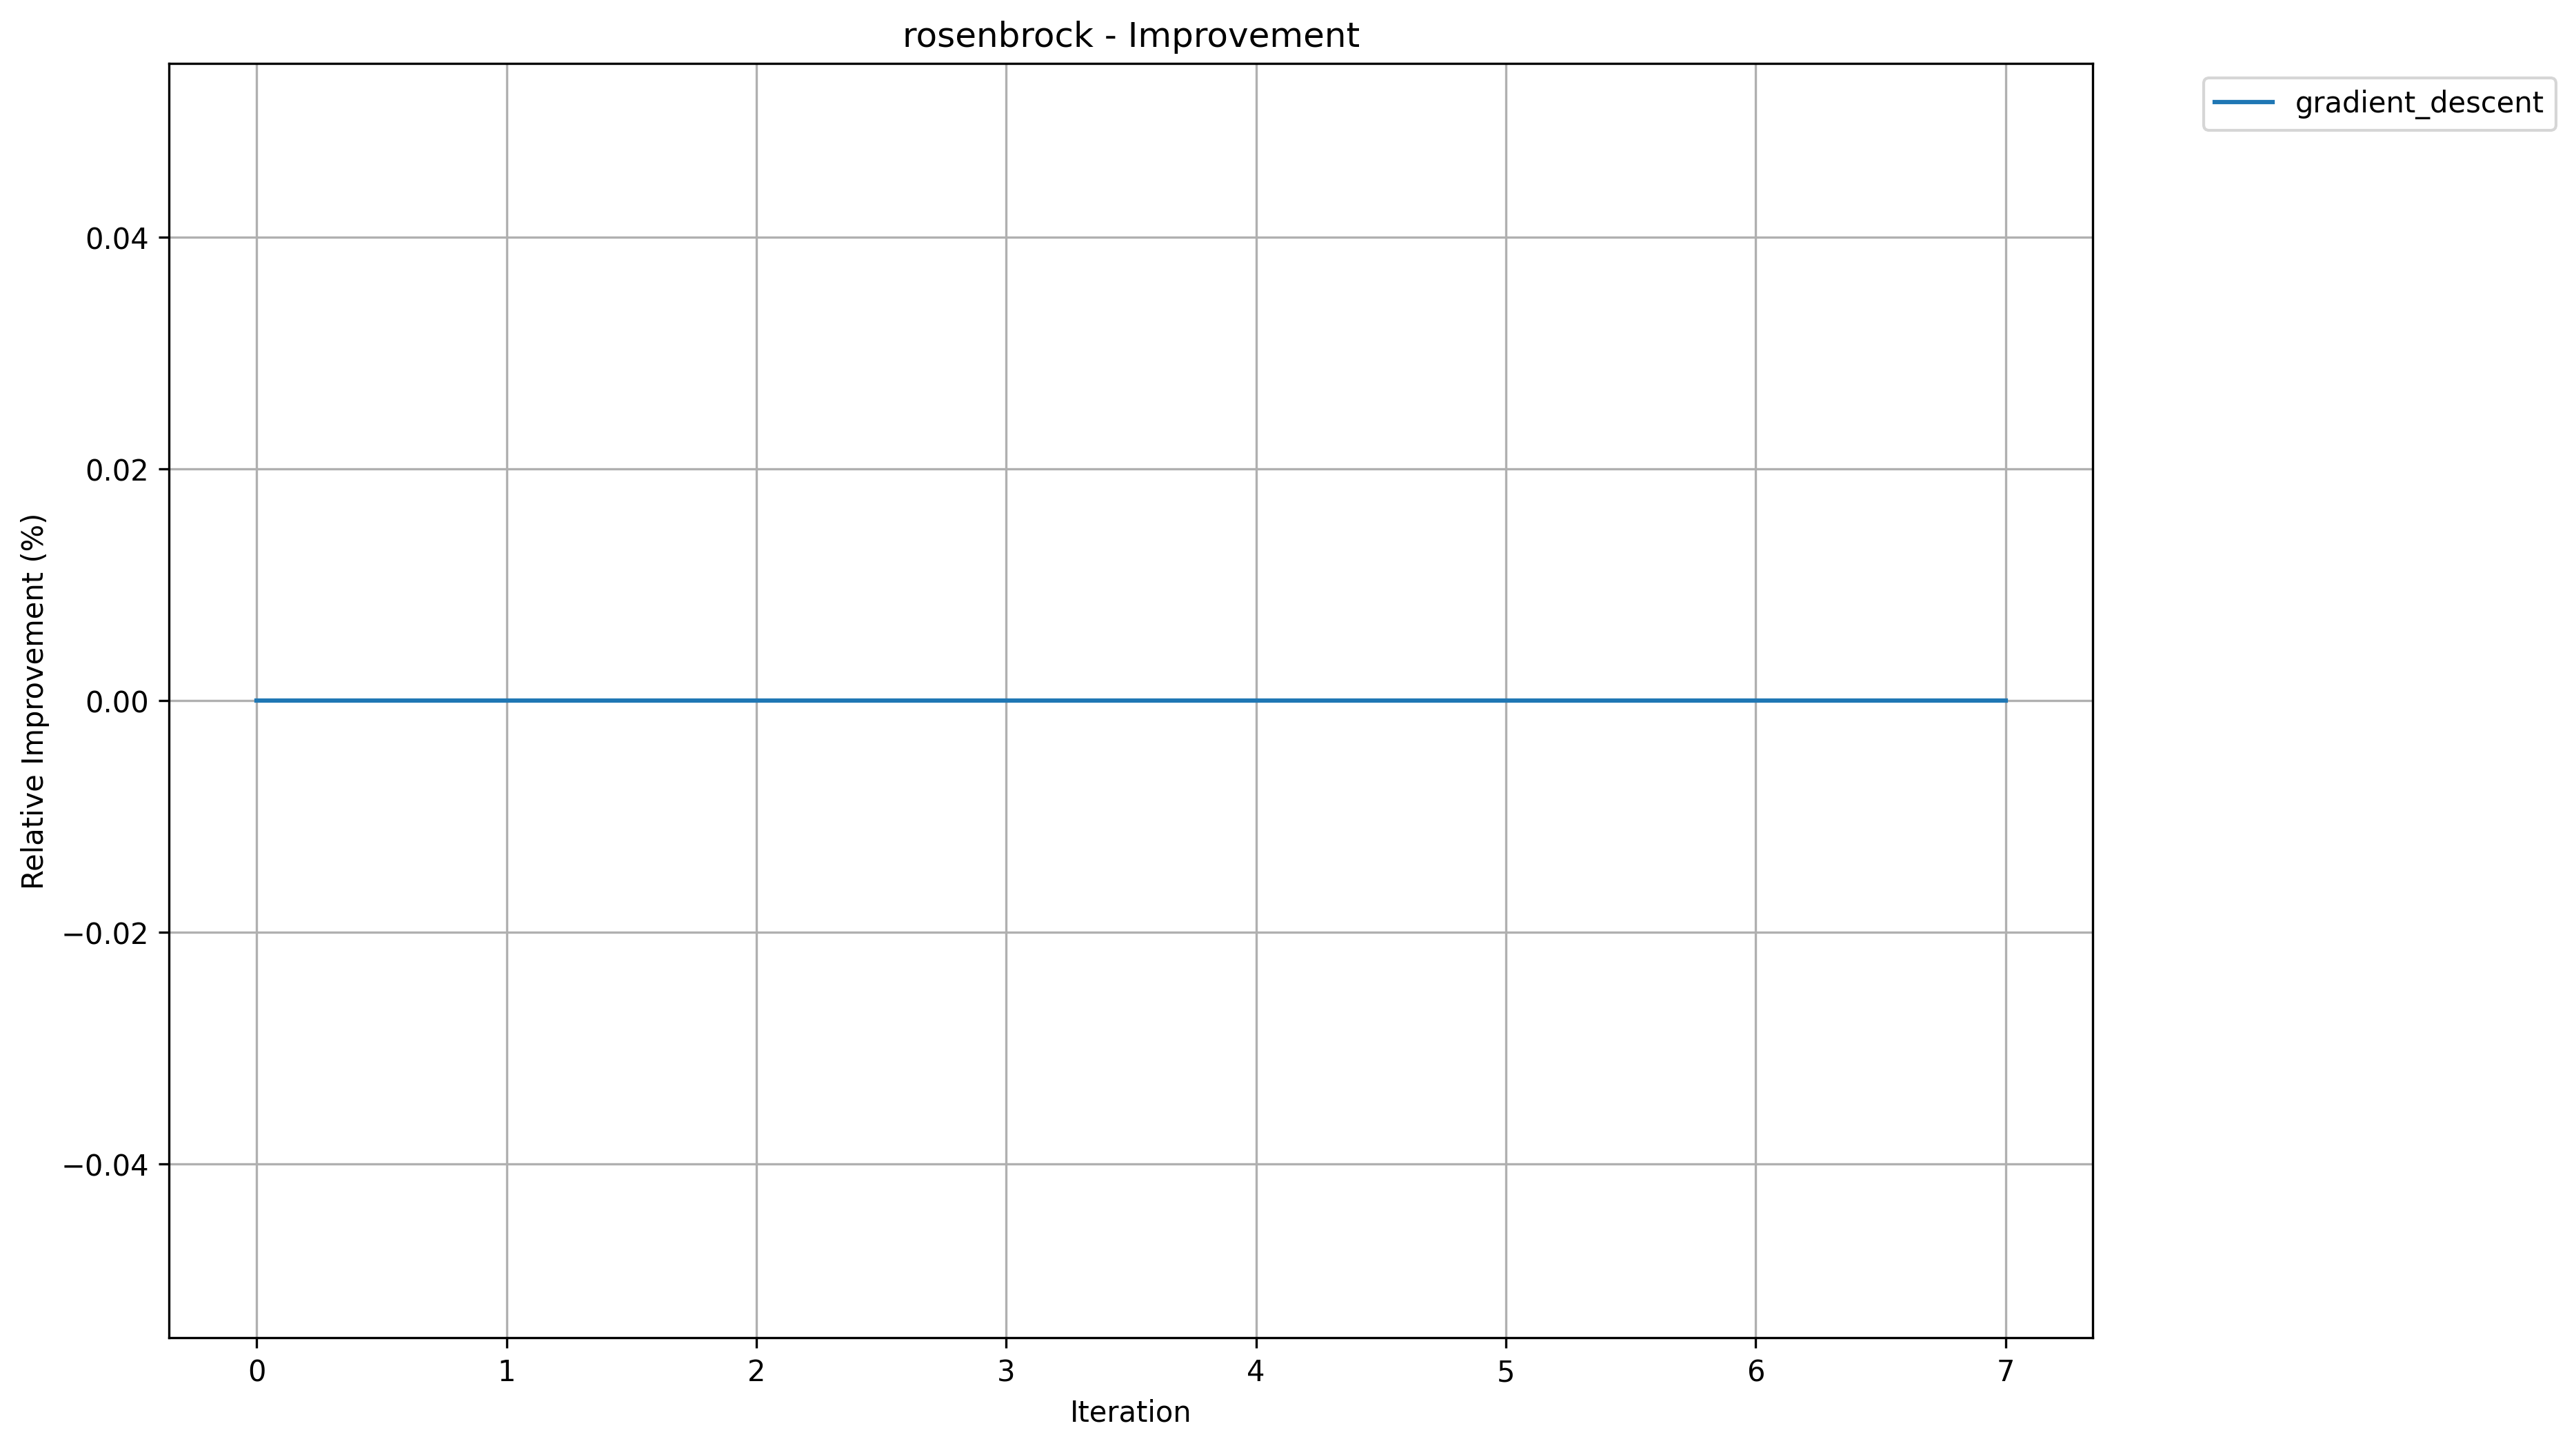 rosenbrock - Improvement
gradient_descent
Relative Improvement (%)
0.04
0.02
0.00
−0.02
−0.04
0 1 2 3 4 5 6 7
Iteration